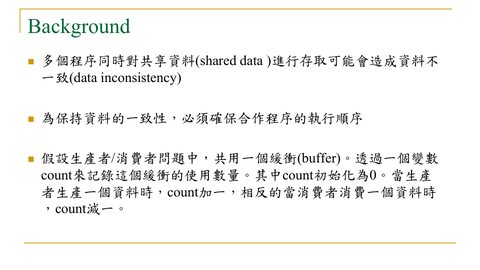 Background
多個程序同時對共享資料(shared data )進行存取可能會造成資料不
一致(data inconsistency)
為保持資料的一致性，必須確保合作程序的執行順序
假設生產者/消費者問題中，共用一個緩衝(buffer)。透過一個變數
count來記錄這個緩衝的使用數量。其中count初始化為0。當生產
者生產一個資料時，count加一，相反的當消費者消費一個資料時
，count減一。